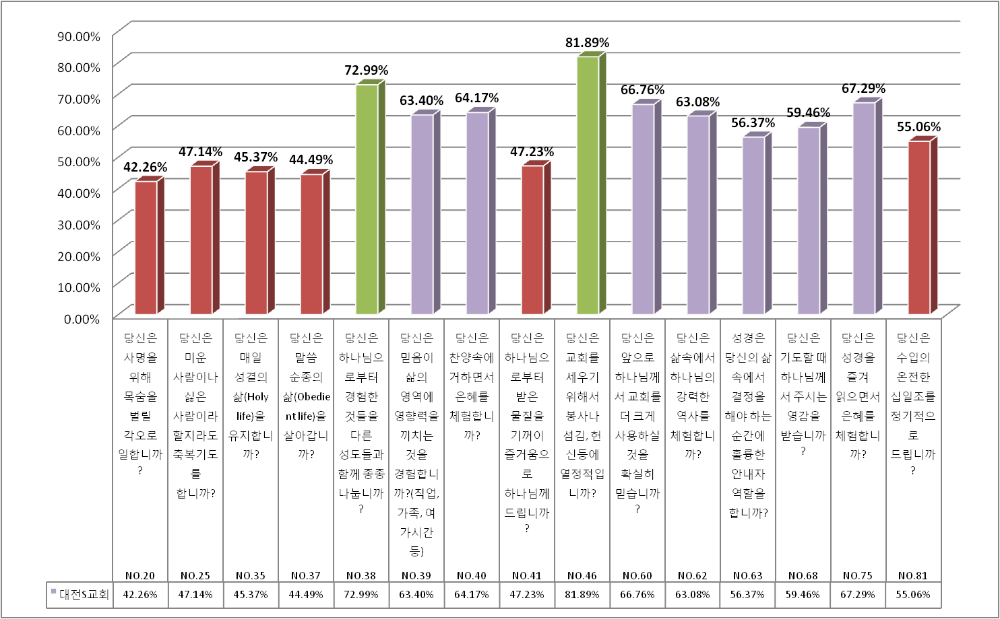 90.00%
80.00%
70.00%
60.00%
50.00%
40.00%
30.00%
20.00%
10.00%
0.00%
42.26%
47.14%
45.37%
44.49%
72.99%
63.40%
64.17%
47.23%
81.89%
66.76%
63.08%
56.37%
59.46%
67.29%
55.06%
당신은
사명을
위해
목숨을
벌릴
각오로
일합니까
?
NO.20
당신은
미운
사람이나
싫은
사람이라
할지라도
축복기도
를
합니까?
NO.25
당신은
매일
성결의
삶(Holy
life)을
유지합니
까?
NO.35
당신은
말씀
순종의
삶(Obedie
nt life)을
살아갑니
까?
NO.37
당신은
하나님으
로부터
경험한
것들을
다른
성도들과
함께 종종
나눕니까
?
NO.38
당신은
믿음이
삶의
영역에
영향력을
끼치는
것을
경험합니
까?(직업,
가족, 여
가시간
등)
NO.39
당신은
찬양속에
거하면서
은혜를
체험합니
까?
NO.40
당신은
하나님으
로부터
받은
물질을
기꺼이
즐거움으
로
하나님께
드립니까
?
NO.41
당신은
교회를
세우기
위해서
봉사나
섬김, 헌
신등에
열정적입
니까?
NO.46
당신은
앞으로
하나님께
서 교회를
더 크게
사용하실
것을
확실히
믿습니까?
NO.60
당신은
삶속에서
하나님의
강력한
역사를
체험합니
까?
NO.62
성경은
당신의 삶
속에서
결정을
해야 하는
순간에
훌륭한
안내자
역할을
합니까?
NO.63
당신은
기도할 때
하나님께
서 주시는
영감을
받습니까
?
NO.68
당신은
성경을
즐겨
읽으면서
은혜를
체험합니
까?
NO.75
당신은
수입의
온전한
십일조를
정기적으
로
드립니까
?
NO.81
대전S교회 42.26% 47.14% 45.37% 44.49% 72.99% 63.40% 64.17% 47.23% 81.89% 66.76% 63.08% 56.37% 59.46% 67.29% 55.06%